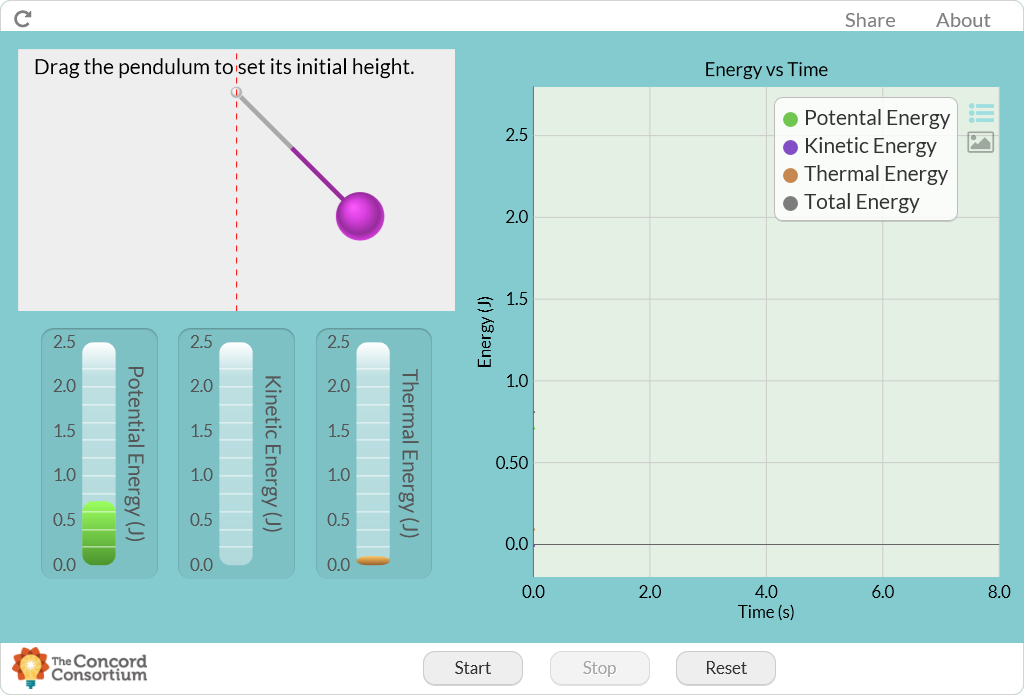 Share About
Drag the pendulum to set its initial height.
Energy vs Time
Potental Energy
Kinetic Energy
Thermal Energy
Total Energy
2.5
2.0
1.5
1.0
0.50
0.0
Energy (J)
0.0 2.0 4.0 6.0 8.0
Time (s)
2.5
2.0
1.5
1.0
0.5
0.0
Potential Energy (J)
2.5
2.0
1.5
1.0
0.5
0.0
Kinetic Energy (J)
2.5
2.0
1.5
1.0
0.5
0.0
Thermal Energy (J)
The Concord
Consortium
Start Stop Reset